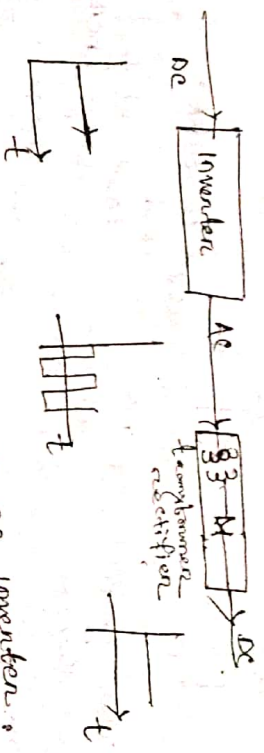 DC
Inverter
AC
transformer
rectifier
DC
t
t
t
Inverter :